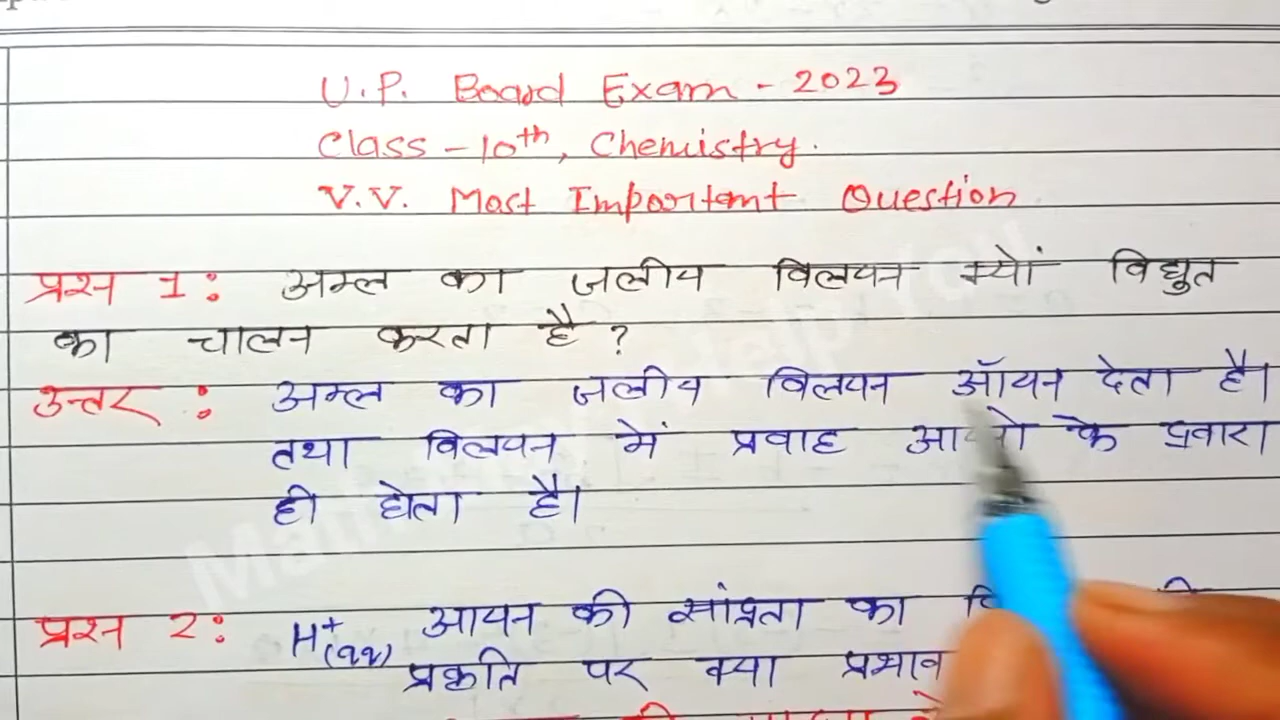 U.P. Board Exam - 2023
Class - 10th, Chemistry.
V.V. Most Important Question
प्रश्न 1: अम्ल का जलीय विलयन क्यों विद्युत
का चालन करता है?
उत्तर: अम्ल का जलीय विलयन ऑयन देता है।
तथा विलयन में प्रवाह के द्वारा
ही होता है।
प्रश्न 2: H+(aq) आयन की सांद्रता का
प्रकृति पर क्या प्रभाव